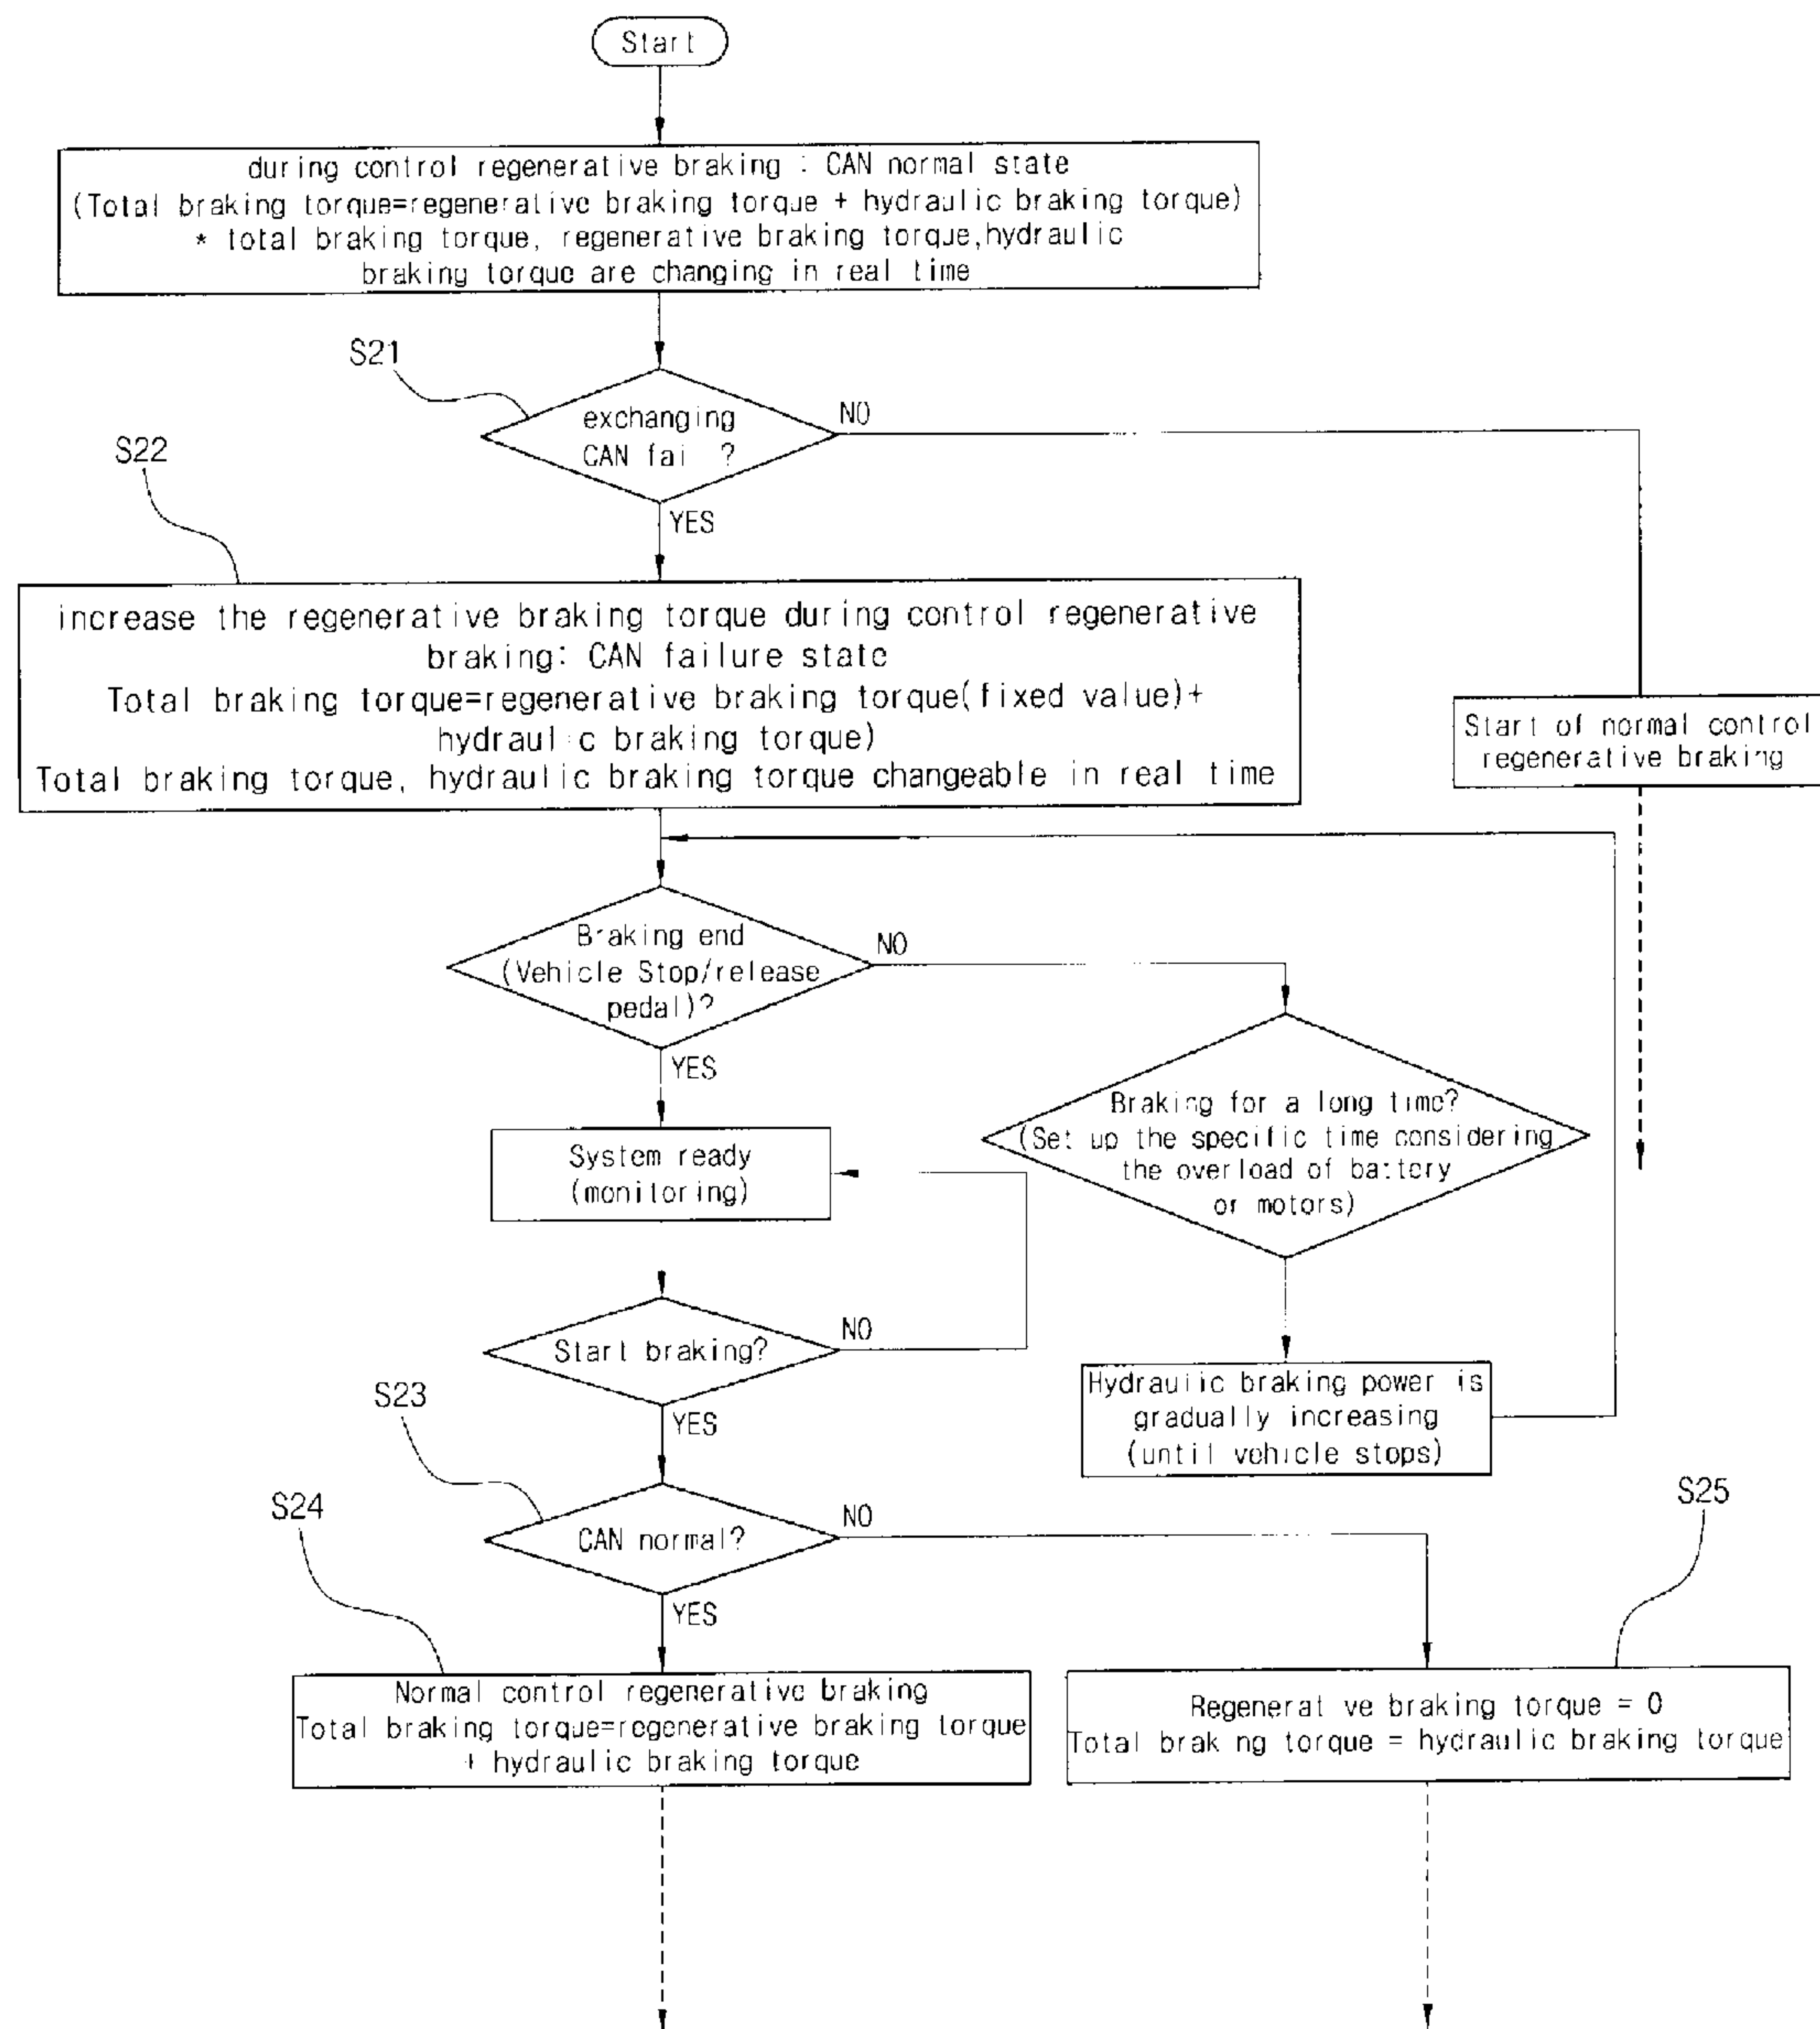 Start
during control regenerative braking : CAN normal state
(Total braking torque=regenerative braking torque + hydraulic braking torque)
* total braking torque, regenerative braking torque,hydraulic
braking torque are changing in real time
S21
exchanging
CAN fai ?
NO
S22
YES
increase the regenerative braking torque during control regenerative
braking: CAN failure state
Total braking torque=regenerative braking torque(fixed value)+
hydraulic braking torque)
Total braking torque, hydraulic braking torque changeable in real time
Start of normal control
regenerative braking
Braking end
(Vehicle Stop/release
pedal)?
NO
YES
Braking for a long time?
(Set up the specific time considering
the overload of battery
or motors)
System ready
(monitoring)
Start braking?
NO
YES
Hydraulic braking power is
gradually increasing
(until vehicle stops)
S23
CAN normal?
NO
YES
S24
S25
Normal control regenerative braking
Total braking torque=regenerative braking torque
+ hydraulic braking torque
Regenerat ve braking torque = 0
Total brak ng torque = hydraulic braking torque